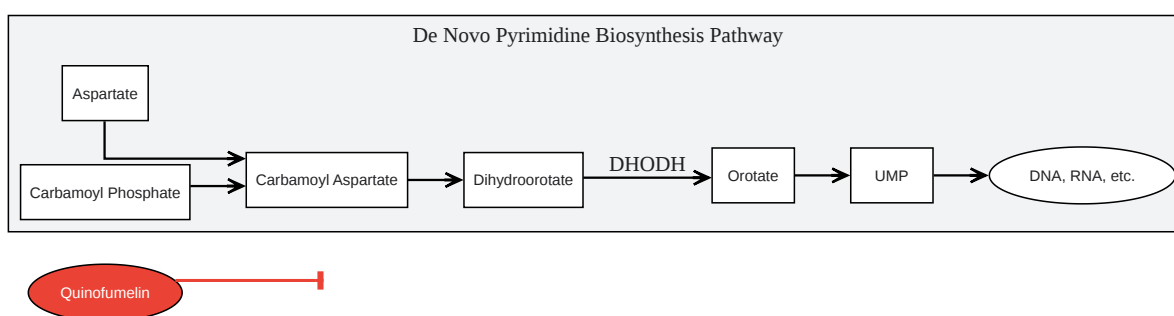 De Novo Pyrimidine Biosynthesis Pathway
Aspartate
Carbamoyl Phosphate
Carbamoyl Aspartate
Dihydroorotate
DHODH
Orotate
UMP
DNA, RNA, etc.
Quinofumelin